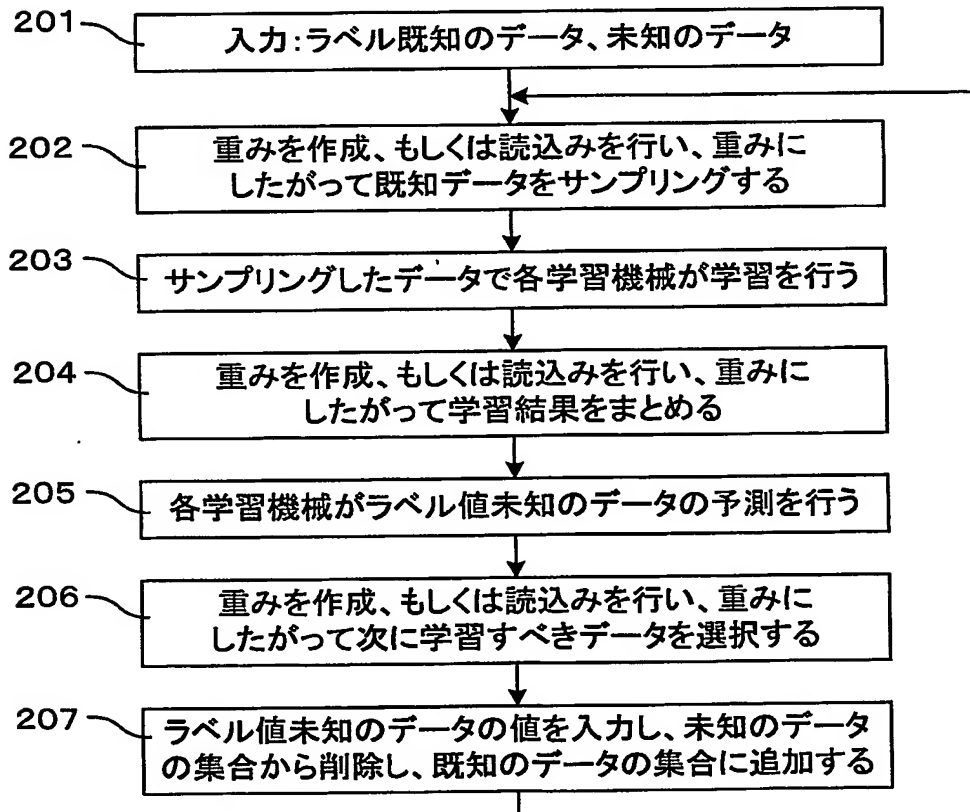 201
入力:ラベル既知のデータ、未知のデータ
202
重みを作成、もしくは読込みを行い、重みに
したがって既知データをサンプリングする
203
サンプリングしたデータで各学習機械が学習を行う
204
重みを作成、もしくは読込みを行い、重みに
したがって学習結果をまとめる
205
各学習機械がラベル値未知のデータの予測を行う
206
重みを作成、もしくは読込みを行い、重みに
したがって次に学習すべきデータを選択する
207
ラベル値未知のデータの値を入力し、未知のデータ
の集合から削除し、既知のデータの集合に追加する